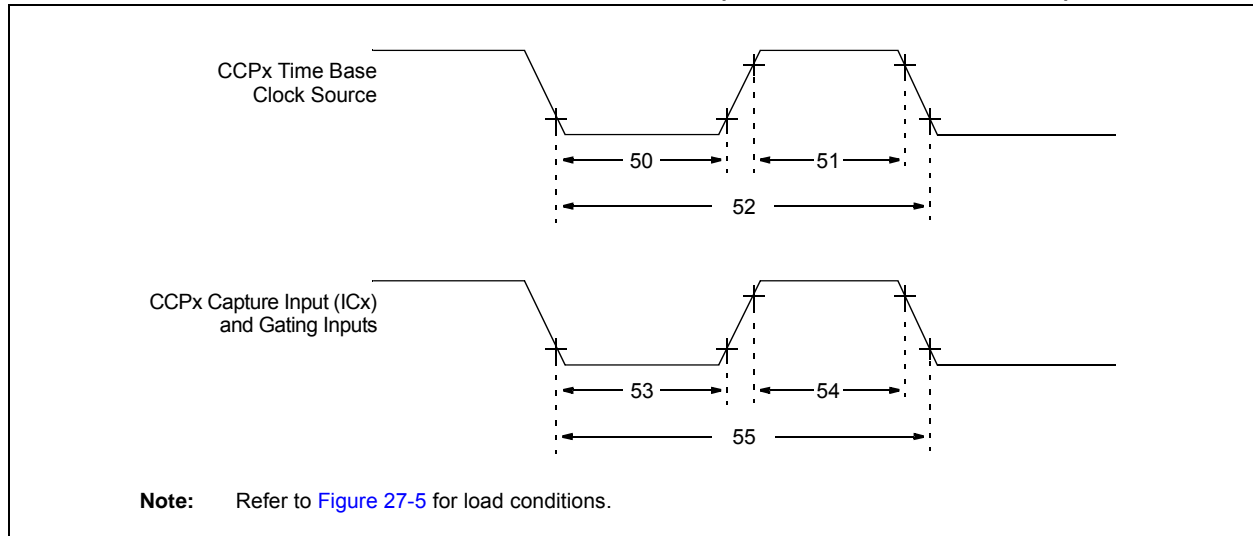 CCPx Time Base
Clock Source
50
51
52
CCPx Capture Input (ICx)
and Gating Inputs
53
54
55
Note: Refer to Figure 27-5 for load conditions.